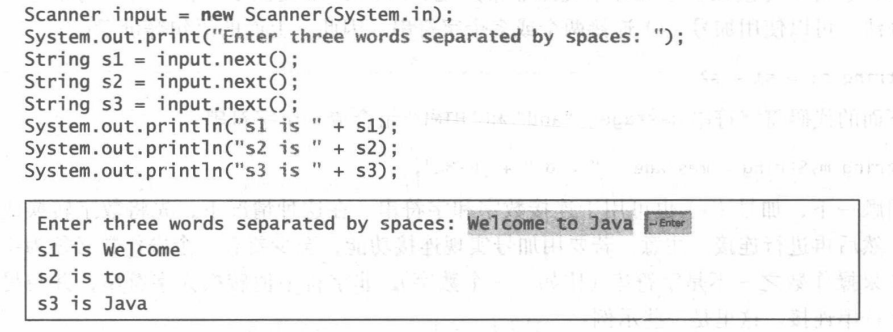 Scanner input = new Scanner(System.in);
System.out.print("Enter three words separated by spaces: ");
String s1 = input.next();
String s2 = input.next();
String s3 = input.next();
System.out.println("s1 is " + s1);
System.out.println("s2 is " + s2);
System.out.println("s3 is " + s3);
Enter three words separated by spaces: Welcome to Java ↵Enter
s1 is Welcome
s2 is to
s3 is Java